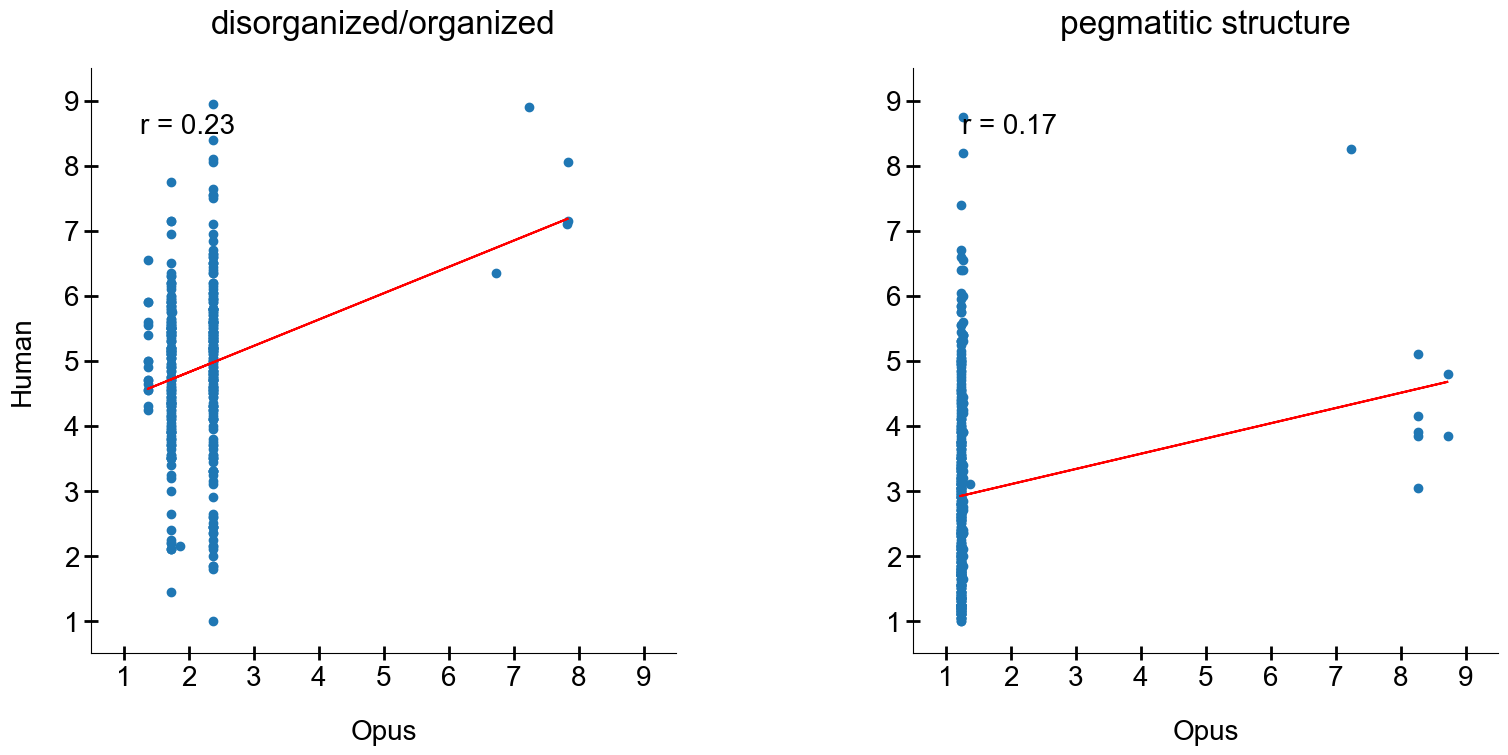 disorganized/organized
r = 0.23
Human
9
8
7
6
5
4
3
2
1
1 2 3 4 5 6 7 8 9
Opus
pegmatitic structure
r = 0.17
9
8
7
6
5
4
3
2
1
1 2 3 4 5 6 7 8 9
Opus